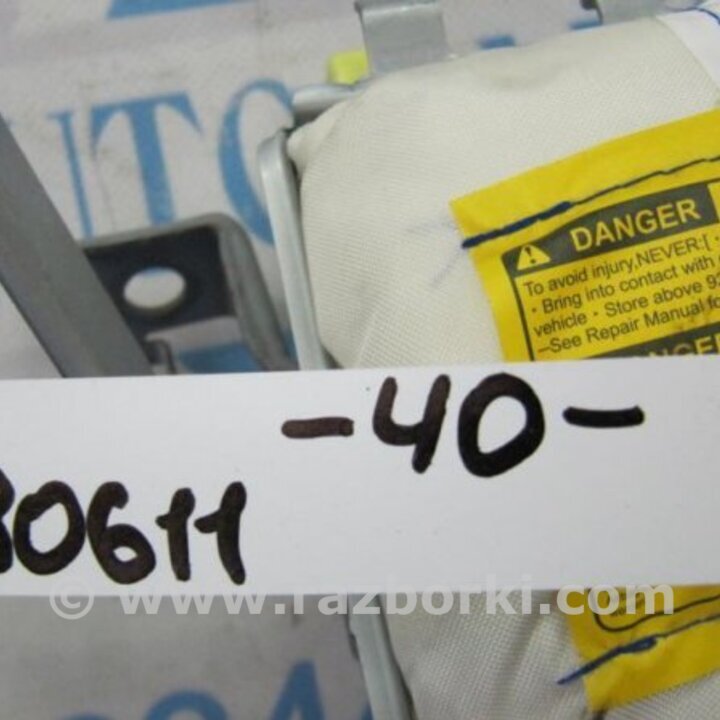 UTO
DANGER
To avoid injury, NEVER:
· Bring into contact with
vehicle · Store above 93
–See Repair Manual
-40-
30611
© www.razborki.com